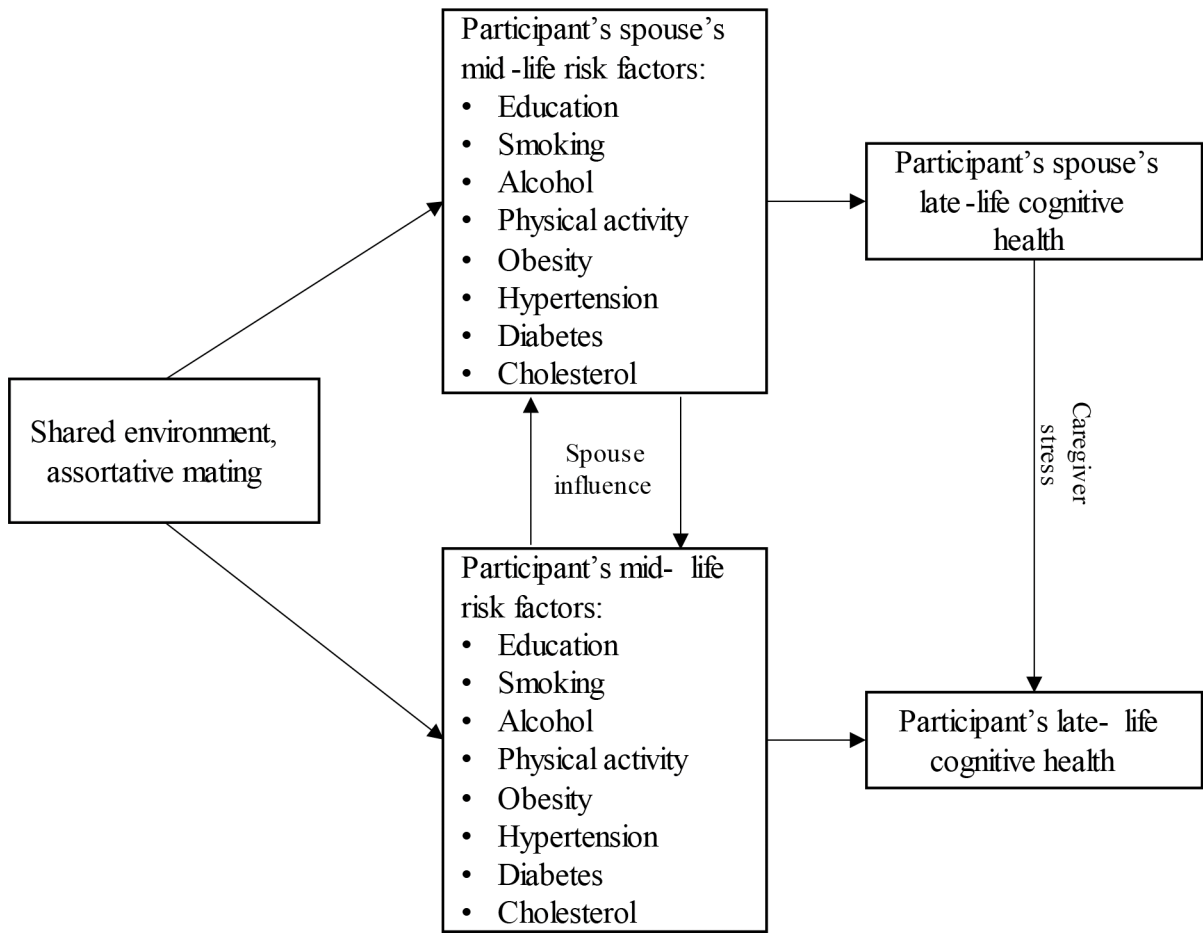 Participant’s spouse’s
mid-life risk factors:
• Education
• Smoking
• Alcohol
• Physical activity
• Obesity
• Hypertension
• Diabetes
• Cholesterol
Participant’s spouse’s
late-life cognitive
health
Shared environment,
assortative mating
Spouse
influence
Caregiver
stress
Participant’s mid- life
risk factors:
• Education
• Smoking
• Alcohol
• Physical activity
• Obesity
• Hypertension
• Diabetes
• Cholesterol
Participant’s late- life
cognitive health